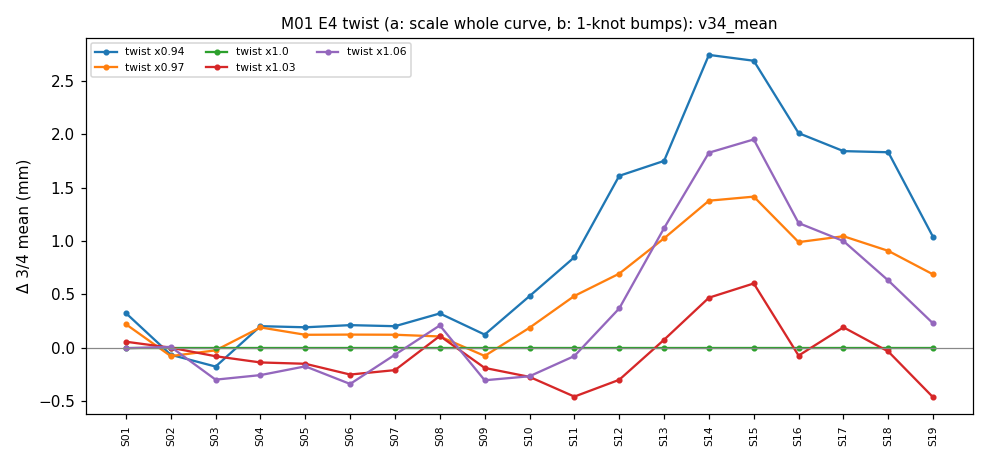 M01 E4 twist (a: scale whole curve, b: 1-knot bumps): v34_mean
twist x0.94
twist x0.97
twist x1.0
twist x1.03
twist x1.06
Δ 3/4 mean (mm)
2.5
2.0
1.5
1.0
0.5
0.0
−0.5
S01 S02 S03 S04 S05 S06 S07 S08 S09 S10 S11 S12 S13 S14 S15 S16 S17 S18 S19